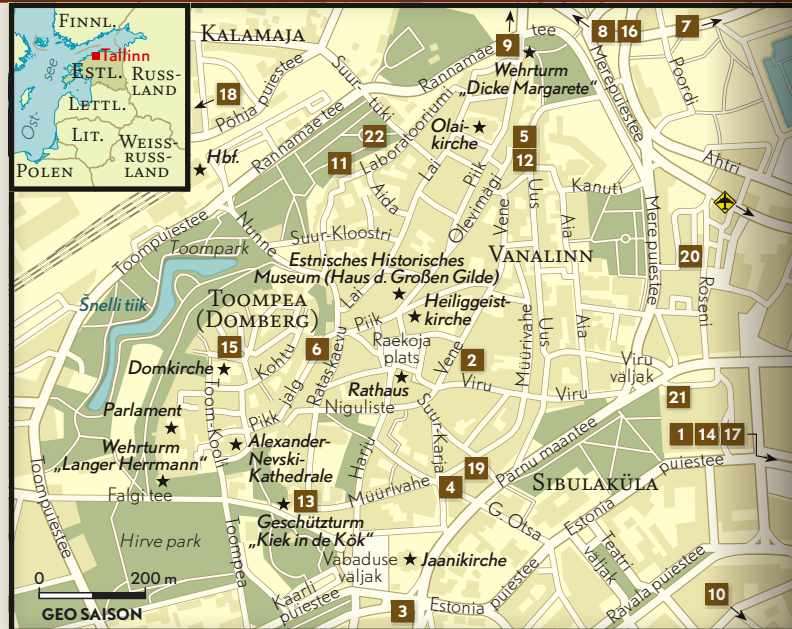 FINNL.
Tallinn
Ost-
see
ESTL.
RUSS-
LAND
LETTL.
LIT.
WEISS-
RUSS-
LAND
POLEN
KALAMAJA
Suur-
tüki
Rannamäe
tee
9
8 16
7
Merepuiestee
Poordi
Wehrturm
„Dicke Margarete“
18
Põhja puiestee
Rannamäe tee
22
11
Laboratooriumi
Olai-
kirche
5
12
Hbf.
Aida
Lai
Pikk
Olevimägi
Vene
Uus
Aia
Kanuti
Mere puiestee
Ahtri
Toompuiestee
Nunne
Suur-Kloostri
Toompark
VANALINN
20
Roseni
Estnisches Historisches
Museum (Haus d. Großen Gilde)
Šnelli tiik
TOOMPEA
(DOMBERG)
Lai
Heiliggeist-
kirche
Pikk
Raekoja
plats
Müürivahe
Uus
Aia
15
6
Domkirche
Kohtu
Rataskaevu
Vene
2
Viru
Viru
Viru
väljak
Rathaus
Niguliste
Parlament
Pikk
jalg
Toom-Kooli
Suur-Karja
21
1 14 17
Wehrturm
„Langer Herrmann“
Alexander-
Nevski-
Kathedrale
Harju
19
4
Pärnu maantee
SIBULAKÜLA
puiestee
Falgi tee
13
Müürivahe
G. Otsa
Estonia
Geschützturm
„Kiek in de Kök“
Toompuiestee
Hirve park
Toompea
Vabaduse
väljak
Jaanikirche
Teatri
väljak
Kaarli
puiestee
3
Estonia
puiestee
Rävala puiestee
10
0
200 m
GEO SAISON